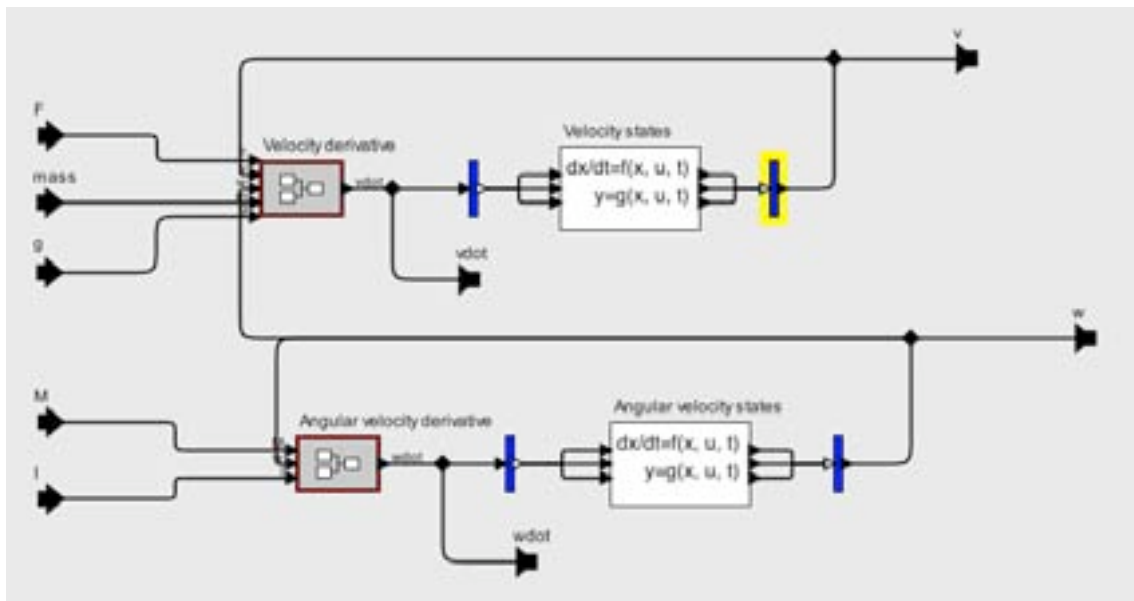 v
F
Velocity states
Velocity derivative
dx/dt=f(x, u, t)
mass
vdot
y=g(x, u, t)
g
vdot
w
M
Angular velocity states
Angular velocity derivative
dx/dt=f(x, u, t)
wdot
y=g(x, u, t)
I
wdot